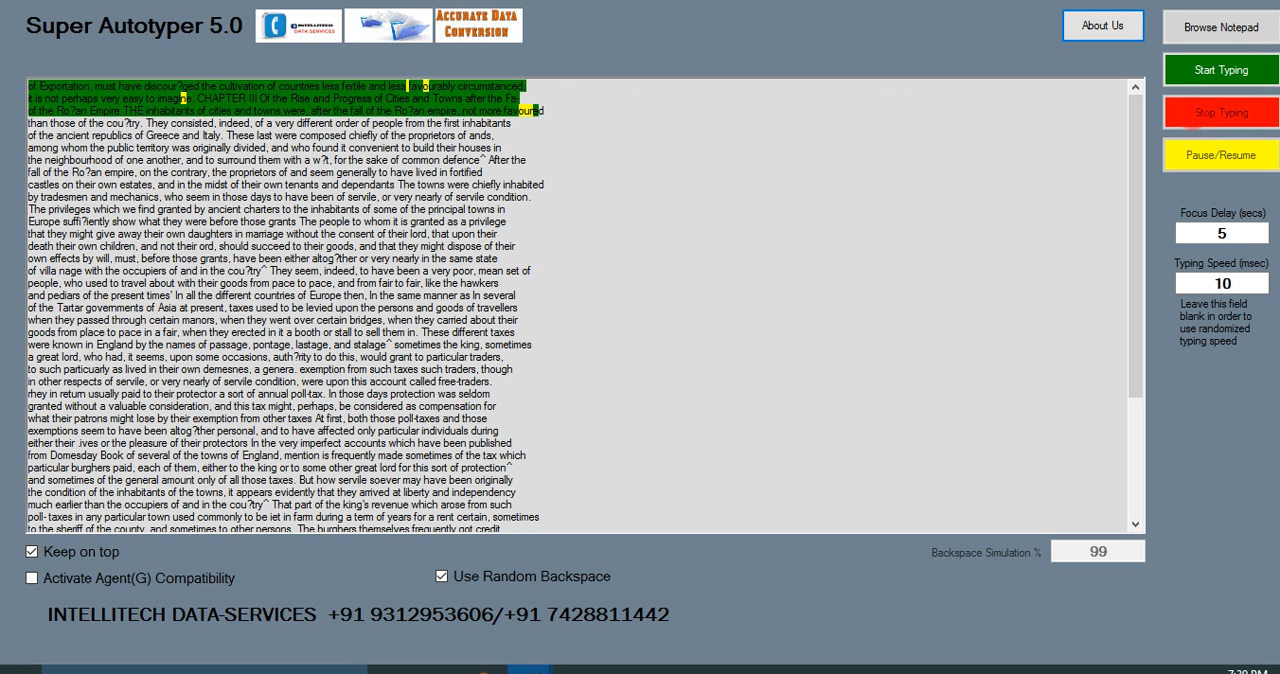 Super Autotyper 5.0
INTELLITECH
DATA SERVICES
ACCURATE DATA
CONVERSION
About Us
Browse Notepad
Start Typing
Stop Typing
Pause/Resume
Focus Delay (secs)
5
Typing Speed (msec)
10
Leave this field
blank in order to
use randomized
typing speed
of Exportation, must have discour?ged the cultivation of countries less fertile and less favourably circumstanced,
it is not perhaps very easy to imagine. CHAPTER III Of the Rise and Progress of Cities and Towns after the Fa-
of the Ro?an Empire THE inhabitants of cities and towns were, after the fall of the Ro?an empire, not more favoured
than those of the cou?try. They consisted, indeed, of a very different order of people from the first inhabitants
of the ancient republics of Greece and Italy. These last were composed chiefly of the proprietors of ands,
among whom the public territory was originally divided, and who found it convenient to build their houses in
the neighbourhood of one another, and to surround them with a w?t, for the sake of common defence^ After the
fall of the Ro?an empire, on the contrary, the proprietors of and seem generally to have lived in fortified
castles on their own estates, and in the midst of their own tenants and dependants The towns were chiefly inhabited
by tradesmen and mechanics, who seem in those days to have been of servile, or very nearly of servile condition.
The privileges which we find granted by ancient charters to the inhabitants of some of the principal towns in
Europe suffi?iently show what they were before those grants The people to whom it is granted as a privilege
that they might give away their own daughters in marriage without the consent of their lord, that upon their
death their own children, and not their ord, should succeed to their goods, and that they might dispose of their
own effects by will, must, before those grants, have been either altog?ther or very nearly in the same state
of villa nage with the occupiers of and in the cou?try^ They seem, indeed, to have been a very poor, mean set of
people, who used to travel about with their goods from pace to pace, and from fair to fair, like the hawkers
and pediars of the present times' In all the different countries of Europe then, In the same manner as In several
of the Tartar governments of Asia at present, taxes used to be levied upon the persons and goods of travellers
when they passed through certain manors, when they went over certain bridges, when they carried about their
goods from place to pace in a fair, when they erected in it a booth or stall to sell them in. These different taxes
were known in England by the names of passage, pontage, lastage, and stalage^ sometimes the king, sometimes
a great lord, who had, it seems, upon some occasions, auth?rity to do this, would grant to particular traders,
to such particuarly as lived in their own demesnes, a genera. exemption from such taxes such traders, though
in other respects of servile, or very nearly of servile condition, were upon this account called free-traders.
rhey in return usually paid to their protector a sort of annual poll-tax. In those days protection was seldom
granted without a valuable consideration, and this tax might, perhaps, be considered as compensation for
what their patrons might lose by their exemption from other taxes At first, both those poll-taxes and those
exemptions seem to have been altog?ther personal, and to have affected only particular individuals during
either their .ives or the pleasure of their protectors In the very imperfect accounts which have been published
from Domesday Book of several of the towns of England, mention is frequently made sometimes of the tax which
particular burghers paid, each of them, either to the king or to some other great lord for this sort of protection^
and sometimes of the general amount only of all those taxes. But how servile soever may have been originally
the condition of the inhabitants of the towns, it appears evidently that they arrived at liberty and independency
much earlier than the occupiers of and in the cou?try^ That part of the king's revenue which arose from such
poll- taxes in any particular town used commonly to be iet in farm during a term of years for a rent certain, sometimes
to the sheriff of the county, and sometimes to other persons. The burghers themselves frequently got credit
Keep on top
Backspace Simulation %
99
Activate Agent(G) Compatibility
Use Random Backspace
INTELLITECH DATA-SERVICES +91 9312953606/+91 7428811442
7:39 PM